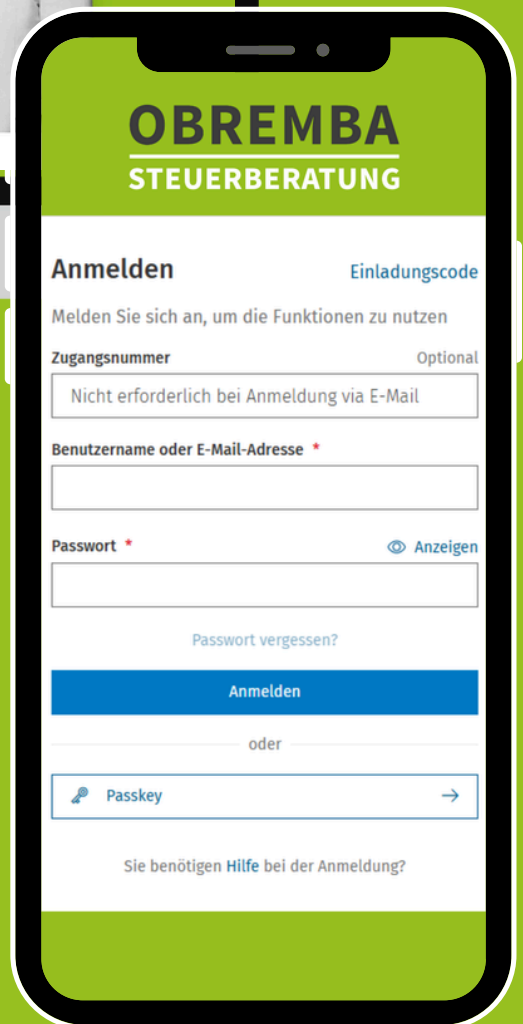 OBREMBA
STEUERBERATUNG
Anmelden Einladungscode
Melden Sie sich an, um die Funktionen zu nutzen
Zugangsnummer Optional
Nicht erforderlich bei Anmeldung via E-Mail
Benutzername oder E-Mail-Adresse *
Passwort * Anzeigen
Passwort vergessen?
Anmelden
oder
Passkey
Sie benötigen Hilfe bei der Anmeldung?